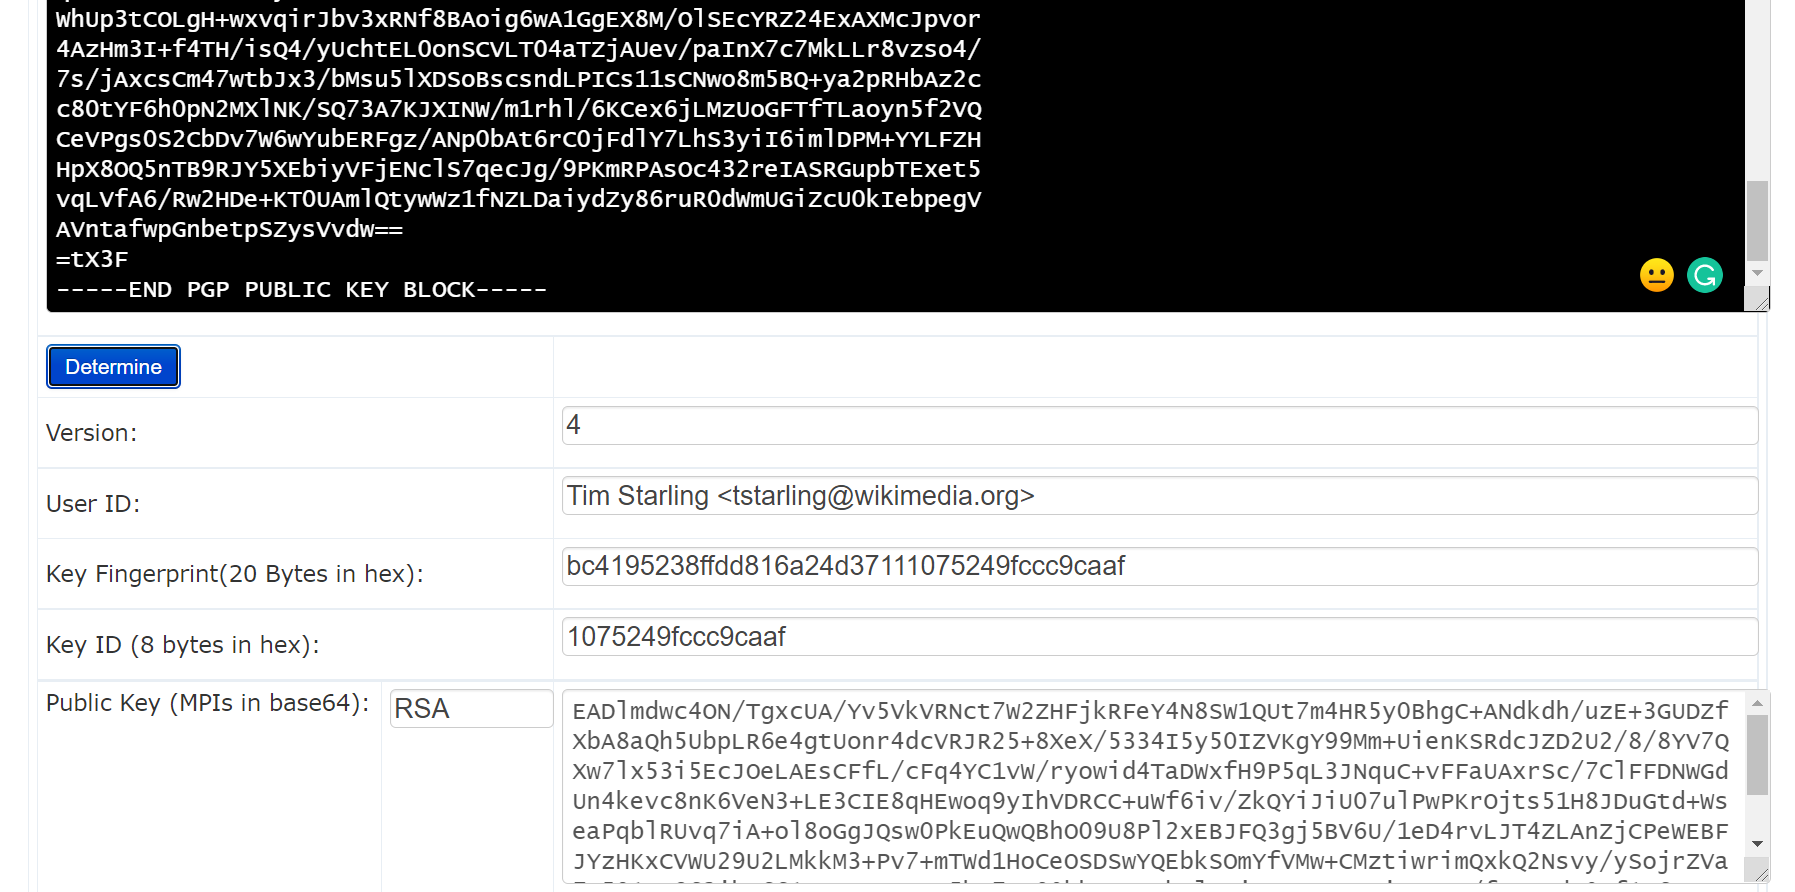 WhUp3tCOLgH+wxvqirJbv3xRNf8BAoig6wA1GgEX8M/OlSEcYRZ24ExAXMcJpvor
4AzHm3I+f4TH/isQ4/yUchtELOonSCVLTO4aTZjAUev/paInX7c7MkLLr8vzso4/
7s/jAxcsCm47wtbJx3/bMsu5lXDSoBscsndLPICs11sCNwo8m5BQ+ya2pRHbAz2c
c8OtYF6hOpN2MXlNK/SQ73A7KJXINW/m1rhl/6KCex6jLMzUoGFTfTLaoyn5f2VQ
CeVPgsOS2CbDv7W6wYubERFgz/ANpObAt6rCOjFdlY7LhS3yiI6imlDPM+YYLFZH
HpX8OQ5nTB9RJY5XEbiyVFjENclS7qecJg/9PKmRPAsOc432reIASRGupbTExet5
vqLVfA6/Rw2HDe+KTOUAmlQtywWz1fNZLDaiydZy86ruROdWmUGiZcUOkIebpegV
AVntafwpGnbetpSZysVvdw==
=tX3F
-----END PGP PUBLIC KEY BLOCK-----
Determine
Version:
4
User ID:
Tim Starling <tstarling@wikimedia.org>
Key Fingerprint(20 Bytes in hex):
bc4195238ffdd816a24d37111075249fccc9caaf
Key ID (8 bytes in hex):
1075249fccc9caaf
Public Key (MPIs in base64):
RSA
EADlmdwc4ON/TgxcUA/Yv5VkVRNct7W2ZHFjkRFeY4N8SW1QUt7m4HR5yOBhgC+ANdkdh/uzE+3GUDZf
XbA8aQh5UbpLR6e4gtUonr4dcVRJR25+8XeX/5334I5y5OIZVKgY99Mm+UienKSRdcJZD2U2/8/8YV7Q
Xw7lx53i5EcJOeLAEsCFfL/cFq4YC1vW/ryowid4TaDWxfH9P5qL3JNquC+vFFaUAxrSc/7ClFFDNWGd
Un4kevc8nK6VeN3+LE3CIE8qHEwoq9yIhVDRCC+uWf6iv/ZkQYiJiUO7ulPwPKrOjts51H8JDuGtd+Ws
eaPqblRUvq7iA+ol8oGgJQswOPkEuQwQBhOO9U8Pl2xEBJFQ3gj5BV6U/1eD4rvLJT4ZLAnZjCPeWEBF
JYzHKxCVWU29U2LMkkM3+Pv7+mTWd1HoCeOSDSwYQEbkSOmYfVMw+CMztiwrimQxkQ2Nsvy/ySojrZVa